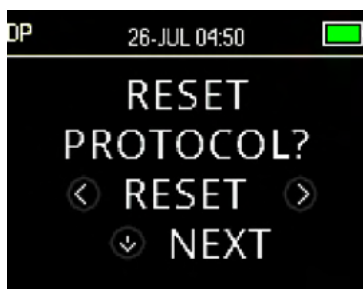 DP 26-JUL 04:50
RESET
PROTOCOL?
RESET
NEXT